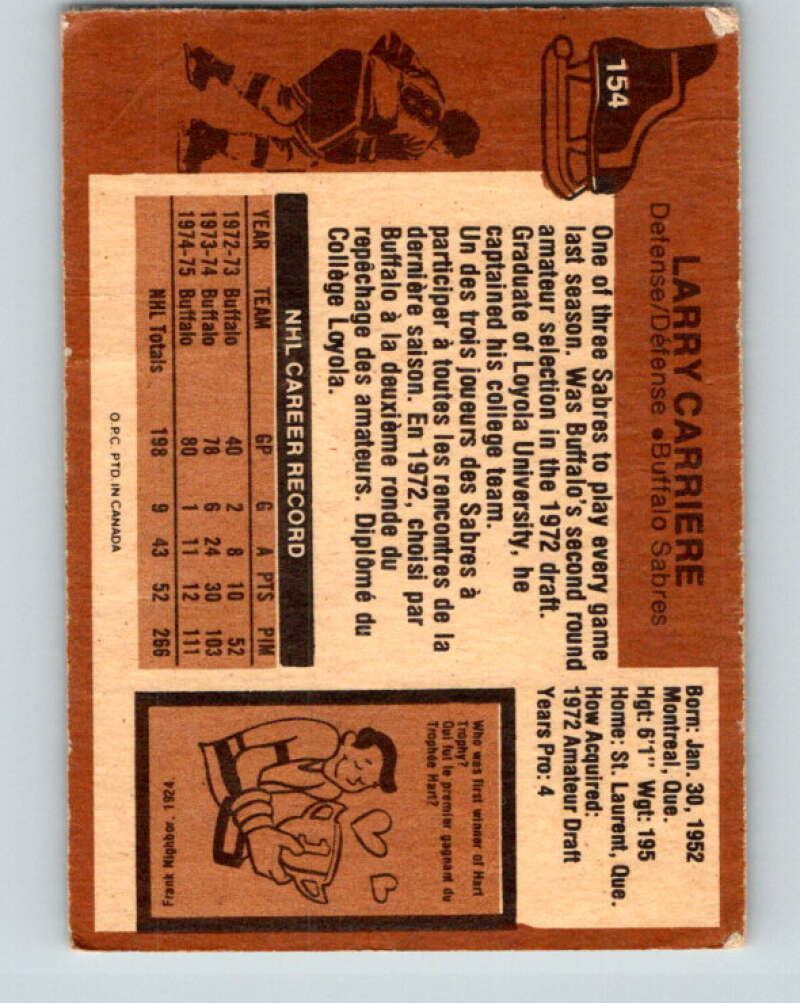 154
LARRY CARRIERE
Defense/Défense ● Buffalo Sabres
Born: Jan. 30, 1952
Montreal, Que.
Hgt: 6'1" Wgt: 195
Home: St. Laurent, Que.
How Acquired:
1972 Amateur Draft
Years Pro: 4
One of three Sabres to play every game
last season. Was Buffalo's second round
amateur selection in the 1972 draft.
Graduate of Loyola University, he
captained his college team.
Un des trois joueurs des Sabres à
participer à toutes les rencontres de la
dernière saison. En 1972, choisi par
Buffalo à la deuxième ronde du
repêchage des amateurs. Diplômé du
Collège Loyola.
NHL CAREER RECORD
YEAR TEAM GP G A PTS PIM
1972-73 Buffalo 40 2 8 10 52
1973-74 Buffalo 78 6 24 30 103
1974-75 Buffalo 80 1 11 12 111
NHL Totals 198 9 43 52 266
O.P.C. PTD. IN CANADA
Who was first winner of Hart
Trophy?
Qui fut le premier gagnant du
Trophée Hart?
1
Frank Nighbor, 1924.